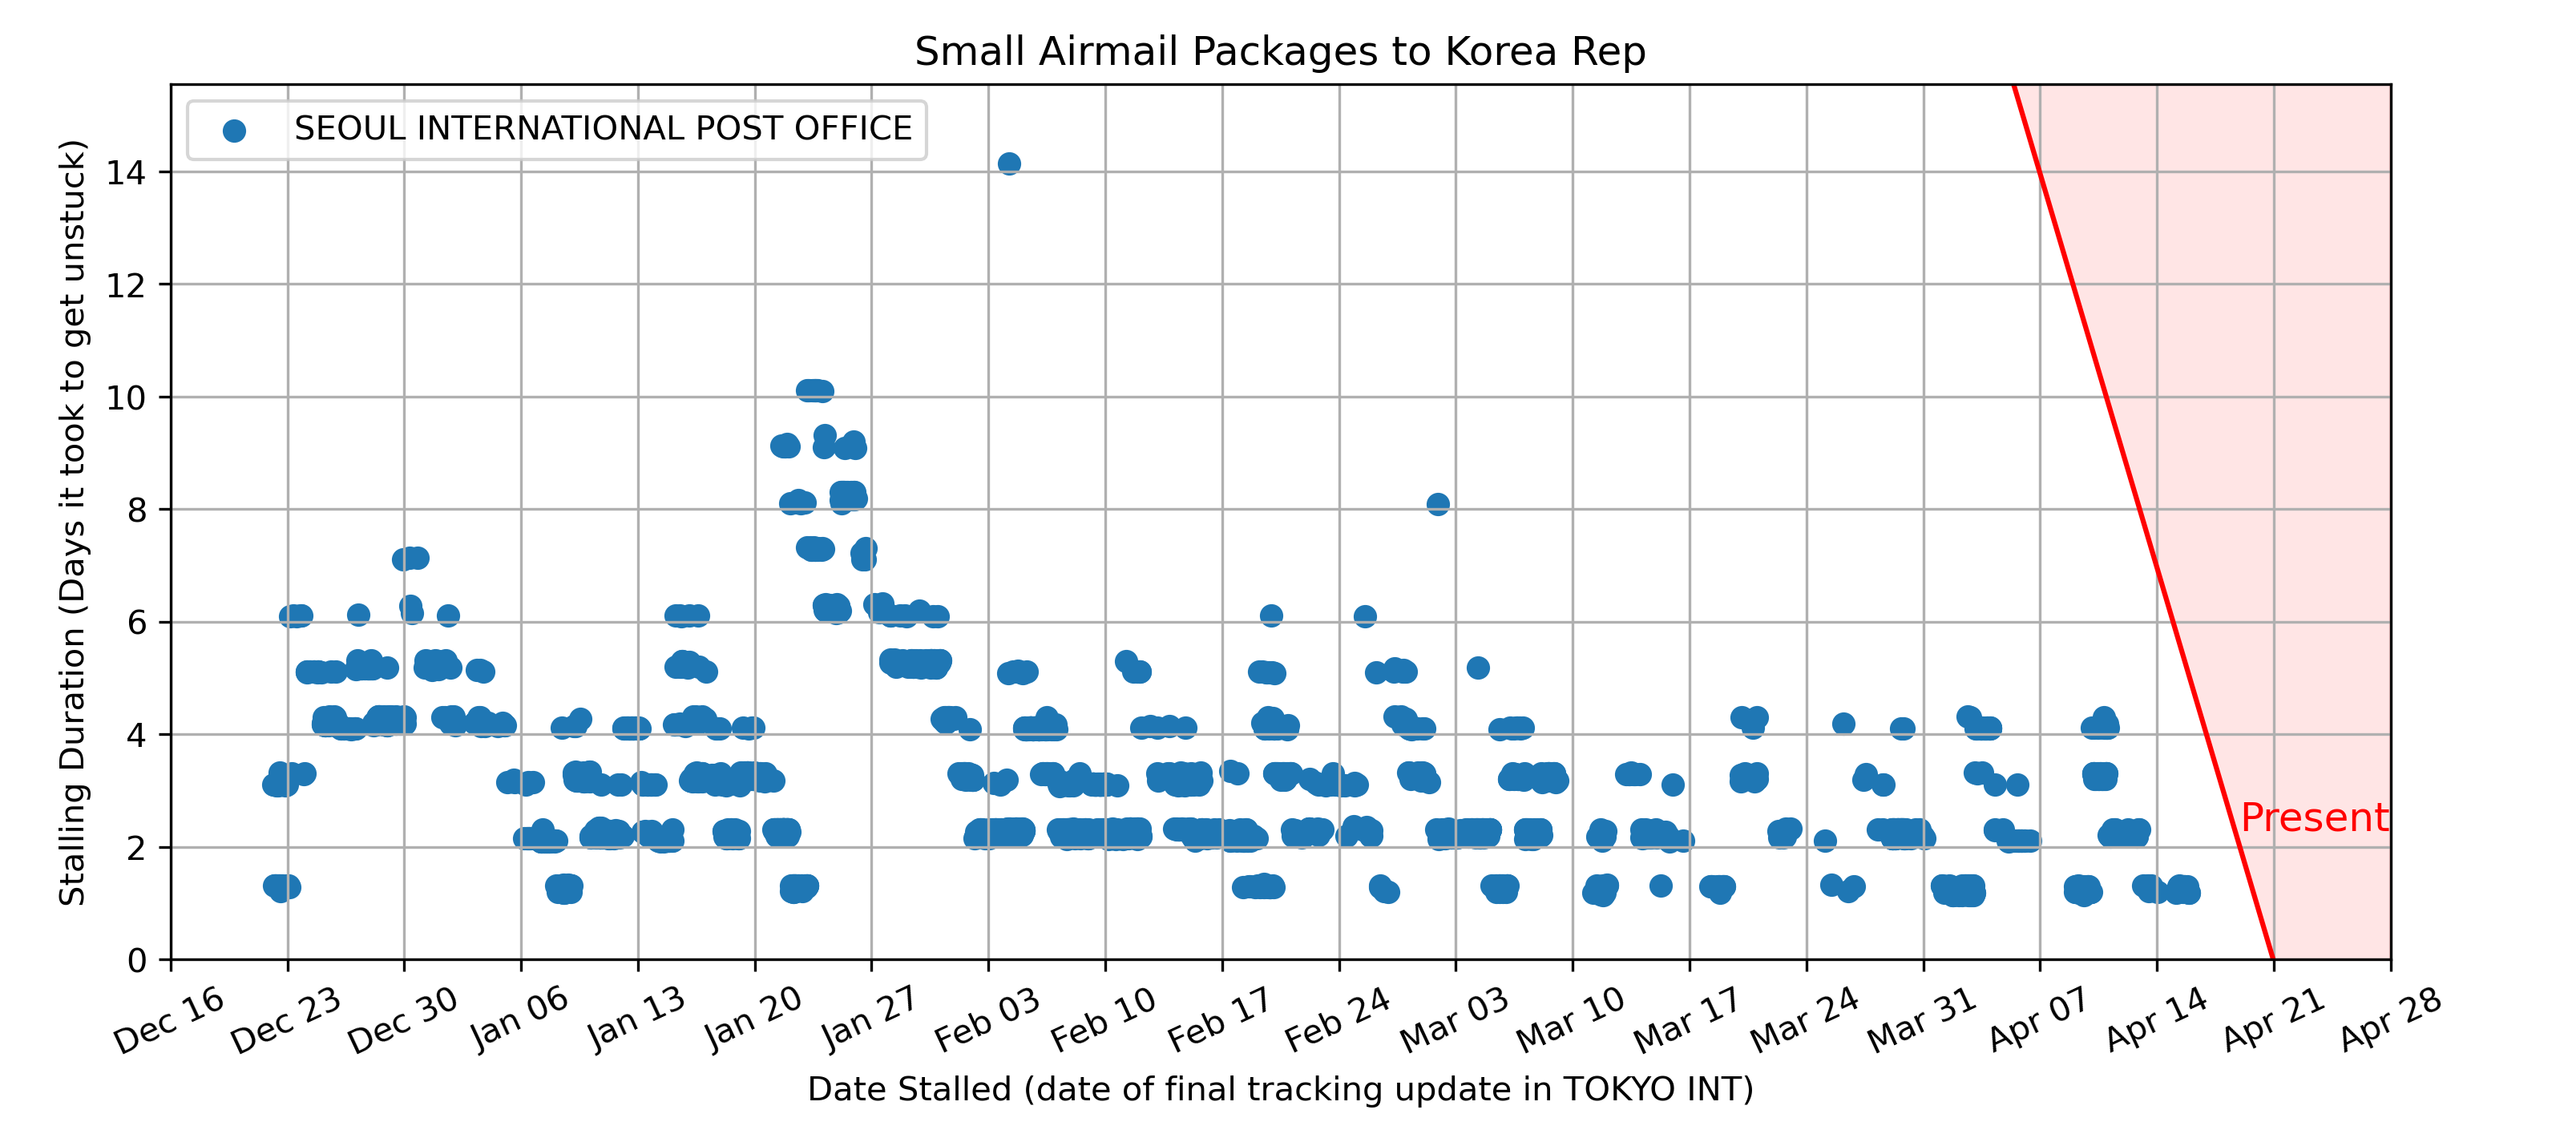 Small Airmail Packages to Korea Rep
SEOUL INTERNATIONAL POST OFFICE
Stalling Duration (Days it took to get unstuck)
14
12
10
8
6
4
2
0
Present
Dec 16
Dec 23
Dec 30
Jan 06
Jan 13
Jan 20
Jan 27
Feb 03
Feb 10
Feb 17
Feb 24
Mar 03
Mar 10
Mar 17
Mar 24
Mar 31
Apr 07
Apr 14
Apr 21
Apr 28
Date Stalled (date of final tracking update in TOKYO INT)